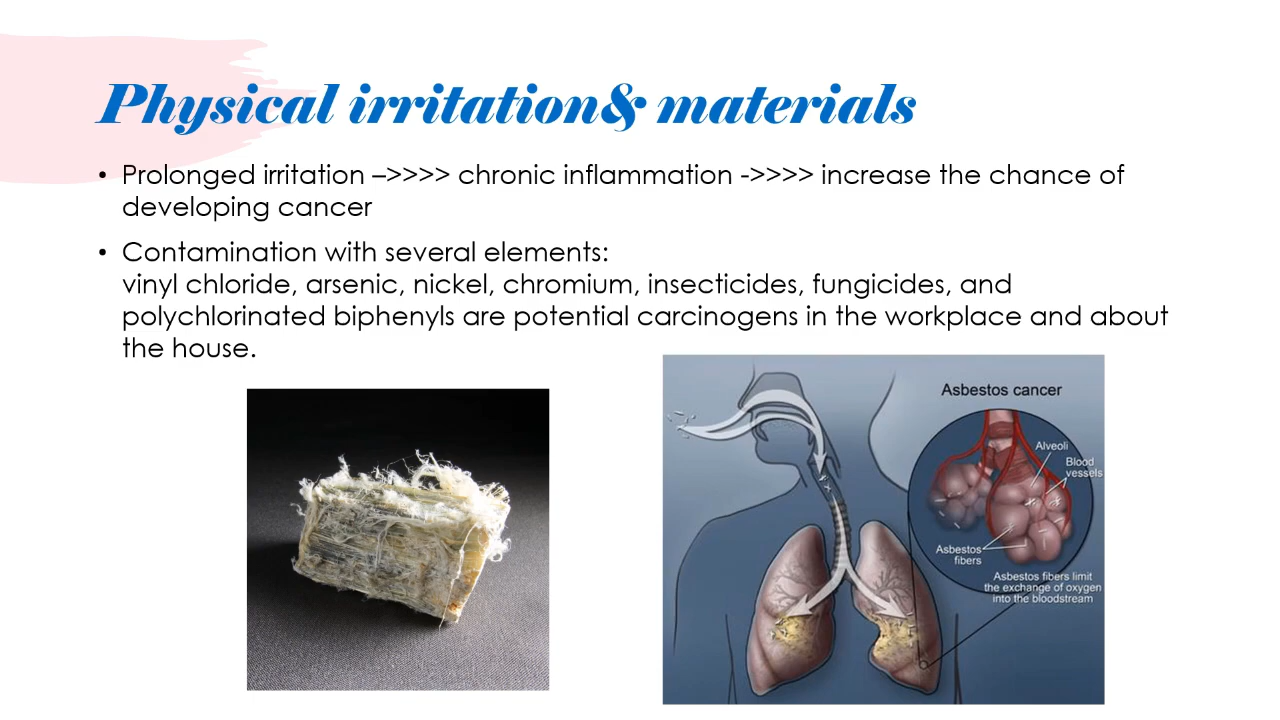 Physical irritation& materials
• Prolonged irritation –>>>> chronic inflammation ->>>> increase the chance of
developing cancer
• Contamination with several elements:
vinyl chloride, arsenic, nickel, chromium, insecticides, fungicides, and
polychlorinated biphenyls are potential carcinogens in the workplace and about
the house.
Asbestos cancer
Alveoli
Blood
vessels
Asbestos
fibers
Asbestos fibers limit
the exchange of oxygen
into the bloodstream